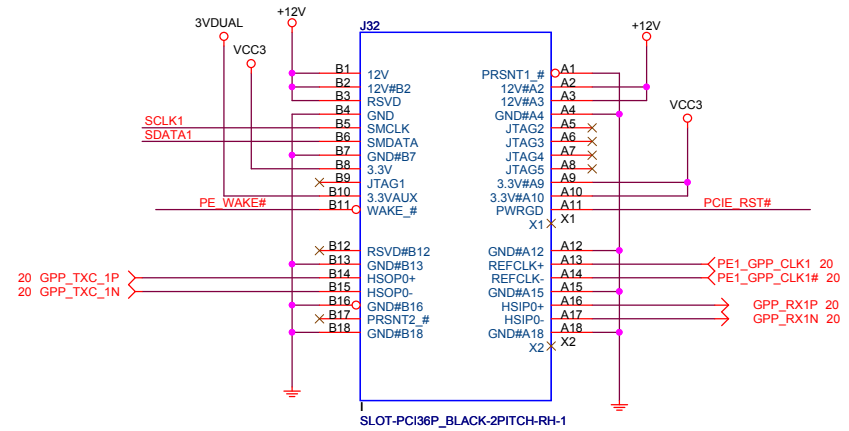 +12V
3VDUAL
VCC3
J32
+12V
VCC3
B1 12V PRSNT1_# A1
B2 12V#B2 12V#A2 A2
B3 RSVD 12V#A3 A3
B4 GND GND#A4 A4
SCLK1 B5 SMCLK JTAG2 A5
SDATA1 B6 SMDATA JTAG3 A6
B7 GND#B7 JTAG4 A7
B8 3.3V JTAG5 A8
B9 JTAG1 3.3V#A9 A9
B10 3.3VAUX 3.3V#A10 A10
PE_WAKE# B11 WAKE_# PWRGD A11 PCIE_RST#
X1 X1
B12 RSVD#B12 GND#A12 A12
B13 GND#B13 REFCLK+ A13 PE1_GPP_CLK1 20
20 GPP_TXC_1P B14 HSOP0+ REFCLK- A14 PE1_GPP_CLK1# 20
20 GPP_TXC_1N B15 HSOP0- GND#A15 A15
B16 GND#B16 HSIP0+ A16 GPP_RX1P 20
B17 PRSNT2_# HSIP0- A17 GPP_RX1N 20
B18 GND#B18 GND#A18 A18
X2 X2
SLOT-PCI36P_BLACK-2PITCH-RH-1